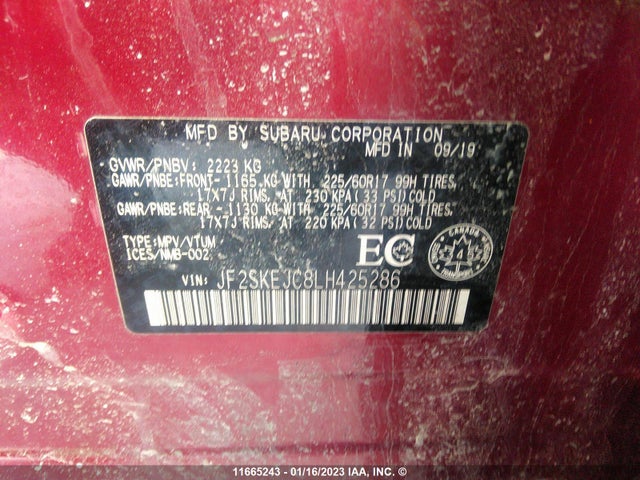 MFD BY SUBARU CORPORATION
MFD IN 09/19
GVWR/PNBV: 2223 KG
GAWR/PNBE:FRONT-1165 KG WITH 225/60R17 99H TIRES,
17X7J RIMS, AT 230 KPA(33 PSI)COLD
GAWR/PNBE:REAR -1130 KG WITH 225/60R17 99H TIRES,
17X7J RIMS, AT 220 KPA(32 PSI)COLD
TYPE:MPV/VTUM
ICES/NMB-002
EC
CANADA
VIN: JF2SKEJC8LH425286
11665243 - 01/16/2023 IAA, INC. ©